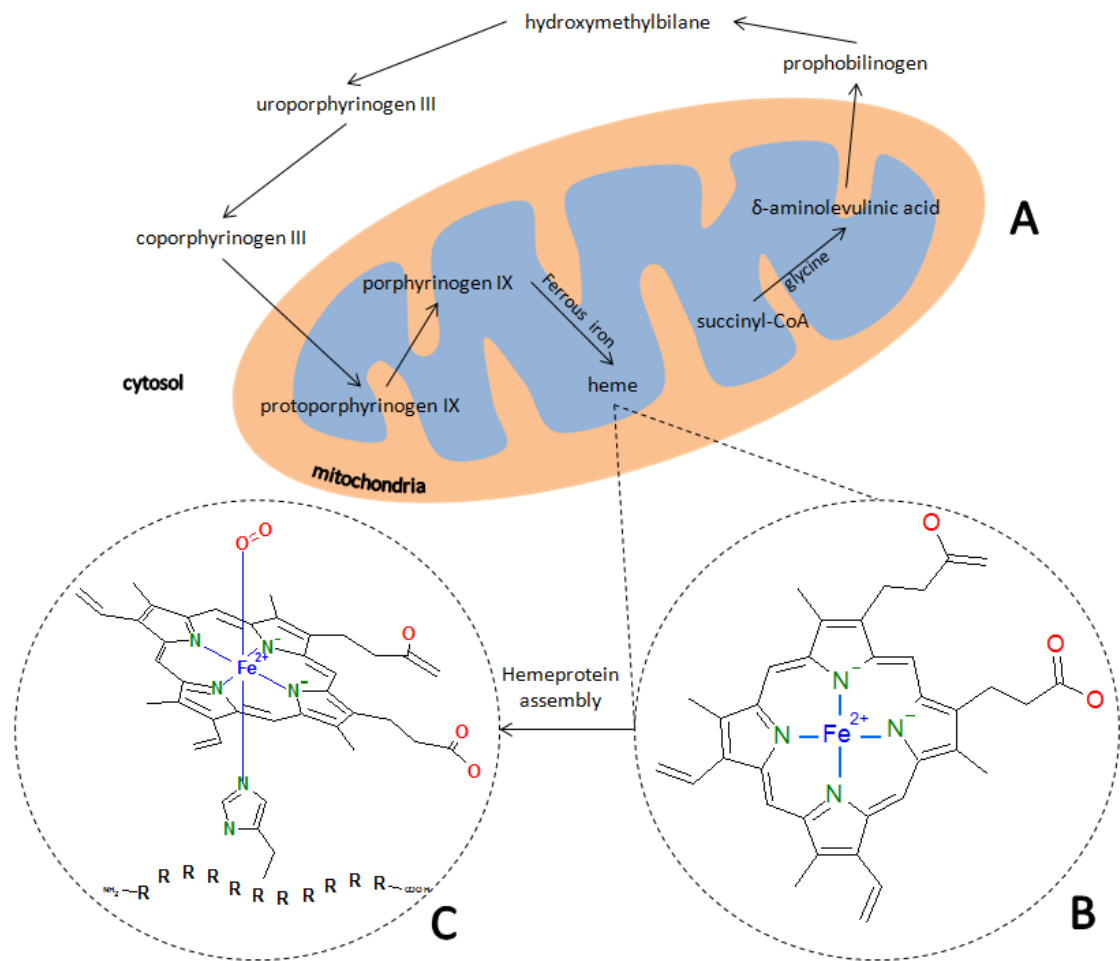 hydroxymethylbilane
prophobilinogen
uroporphyrinogen III
δ-aminolevulinic acid
A
coporphyrinogen III
porphyrinogen IX
Ferrous iron
glycine
succinyl-CoA
cytosol
heme
protoporphyrinogen IX
mitochondria
O=O
N N⁻
Fe²⁺
N N⁻
O
O
O
N
N
NH₂ R R R R R R R R R R R
C
Hemeprotein
assembly
O
O
O
N⁻
N Fe²⁺ N⁻
N
B